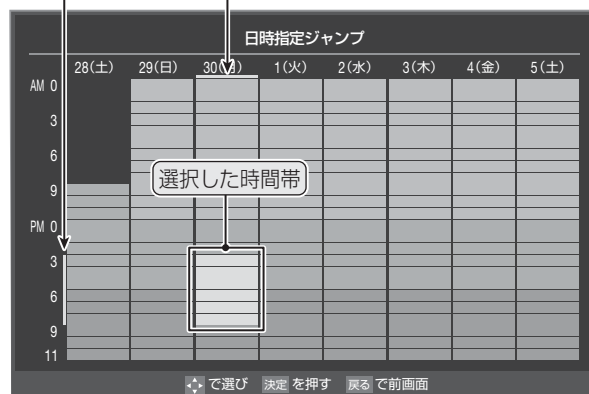 日時指定ジャンプ
28(土) 29(日) 30(月) 1(火) 2(水) 3(木) 4(金) 5(土)
AM 0
3
6
選択した時間帯
9
PM 0
3
6
9
11
で選び 決定 を押す 戻る で前画面